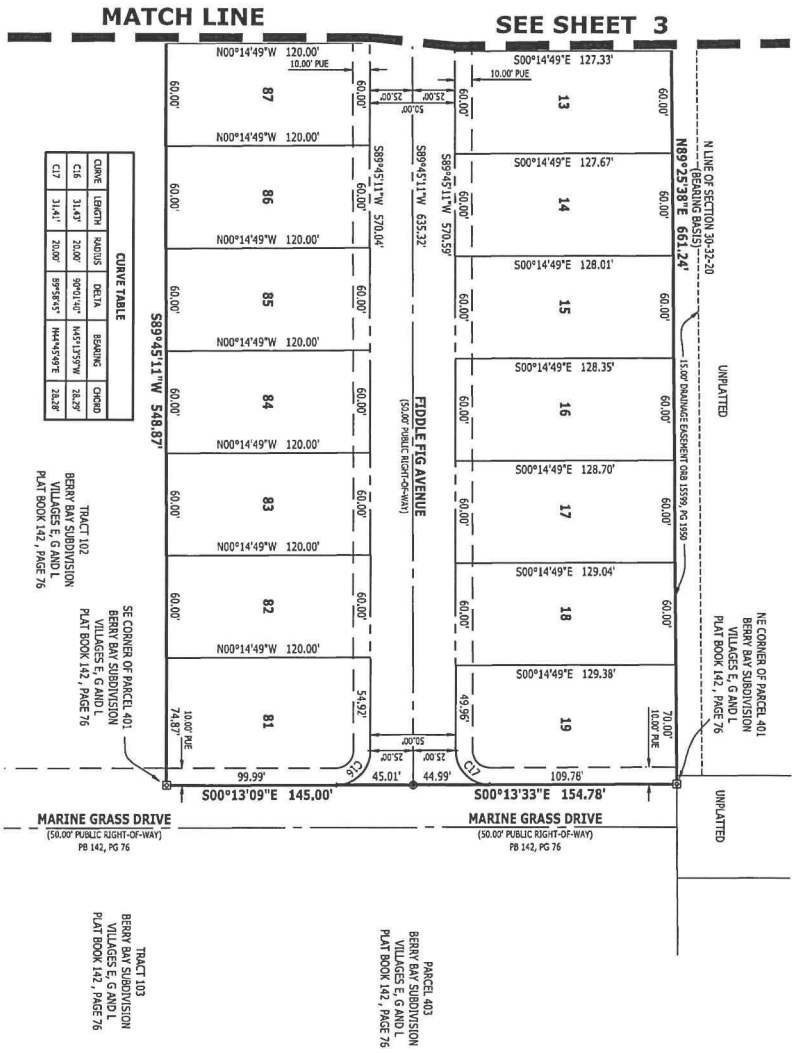 MATCH LINE
SEE SHEET 3
N00°14'49"W 120.00'
10.00' PUE
60.00'
87
60.00'
N00°14'49"W 120.00'
60.00'
86
60.00'
N00°14'49"W 120.00'
60.00'
85
60.00'
N00°14'49"W 120.00'
60.00'
84
60.00'
N00°14'49"W 120.00'
60.00'
83
60.00'
N00°14'49"W 120.00'
60.00'
82
60.00'
N00°14'49"W 120.00'
81
54.92'
10.00' PUE
74.87'
99.99'
C16
45.01'
S00°13'09"E 145.00'
S89°45'11"W 548.87'
S89°45'11"W 570.04'
S89°45'11"W 635.32'
S89°45'11"W 570.59'
25.00'
25.00'
50.00'
FIDDLE FIG AVENUE
(50.00' PUBLIC RIGHT-OF-WAY)
50.00'
25.00'
25.00'
S00°14'49"E 127.33'
10.00' PUE
60.00'
13
60.00'
S00°14'49"E 127.67'
60.00'
14
60.00'
S00°14'49"E 128.01'
60.00'
15
60.00'
S00°14'49"E 128.35'
60.00'
16
60.00'
S00°14'49"E 128.70'
60.00'
17
60.00'
S00°14'49"E 129.04'
60.00'
18
60.00'
S00°14'49"E 129.38'
49.96'
19
70.00'
10.00' PUE
C17
44.99'
109.76'
S00°13'33"E 154.78'
N89°25'38"E 661.24'
N LINE OF SECTION 30-32-20
(BEARING BASIS)
UNPLATTED
15.00' DRAINAGE EASEMENT ORB 15599, PG 1950
NE CORNER OF PARCEL 401
BERRY BAY SUBDIVISION
VILLAGES E, G AND L
PLAT BOOK 142 , PAGE 76
UNPLATTED
CURVE TABLE
CURVE LENGTH RADIUS DELTA BEARING CHORD
C16 31.43' 20.00' 90°01'40" N45°13'59"W 28.29'
C17 31.41' 20.00' 89°58'45" N44°45'49"E 28.28'
TRACT 102
BERRY BAY SUBDIVISION
VILLAGES E, G AND L
PLAT BOOK 142 , PAGE 76
SE CORNER OF PARCEL 401
BERRY BAY SUBDIVISION
VILLAGES E, G AND L
PLAT BOOK 142 , PAGE 76
MARINE GRASS DRIVE
(50.00' PUBLIC RIGHT-OF-WAY)
PB 142, PG 76
MARINE GRASS DRIVE
(50.00' PUBLIC RIGHT-OF-WAY)
PB 142, PG 76
TRACT 103
BERRY BAY SUBDIVISION
VILLAGES E, G AND L
PLAT BOOK 142 , PAGE 76
PARCEL 403
BERRY BAY SUBDIVISION
VILLAGES E, G AND L
PLAT BOOK 142 , PAGE 76